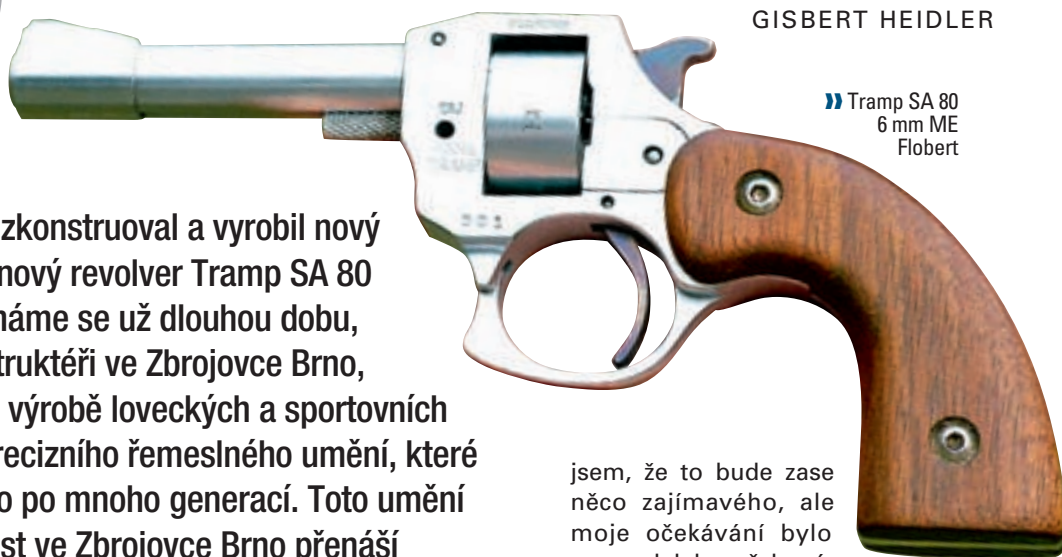 GISBERT HEIDLER
Tramp SA 80
6 mm ME
Flobert
zkonstruoval a vyrobil nový
nový revolver Tramp SA 80
máme se už dlouhou dobu,
truktéři ve Zbrojovce Brno,
výrobě loveckých a sportovních
recizního řemeslného umění, které
o po mnoho generací. Toto umění
st ve Zbrojovce Brno přenáší
jsem, že to bude zase
něco zajímavého, ale
moje očekávání bylo
501